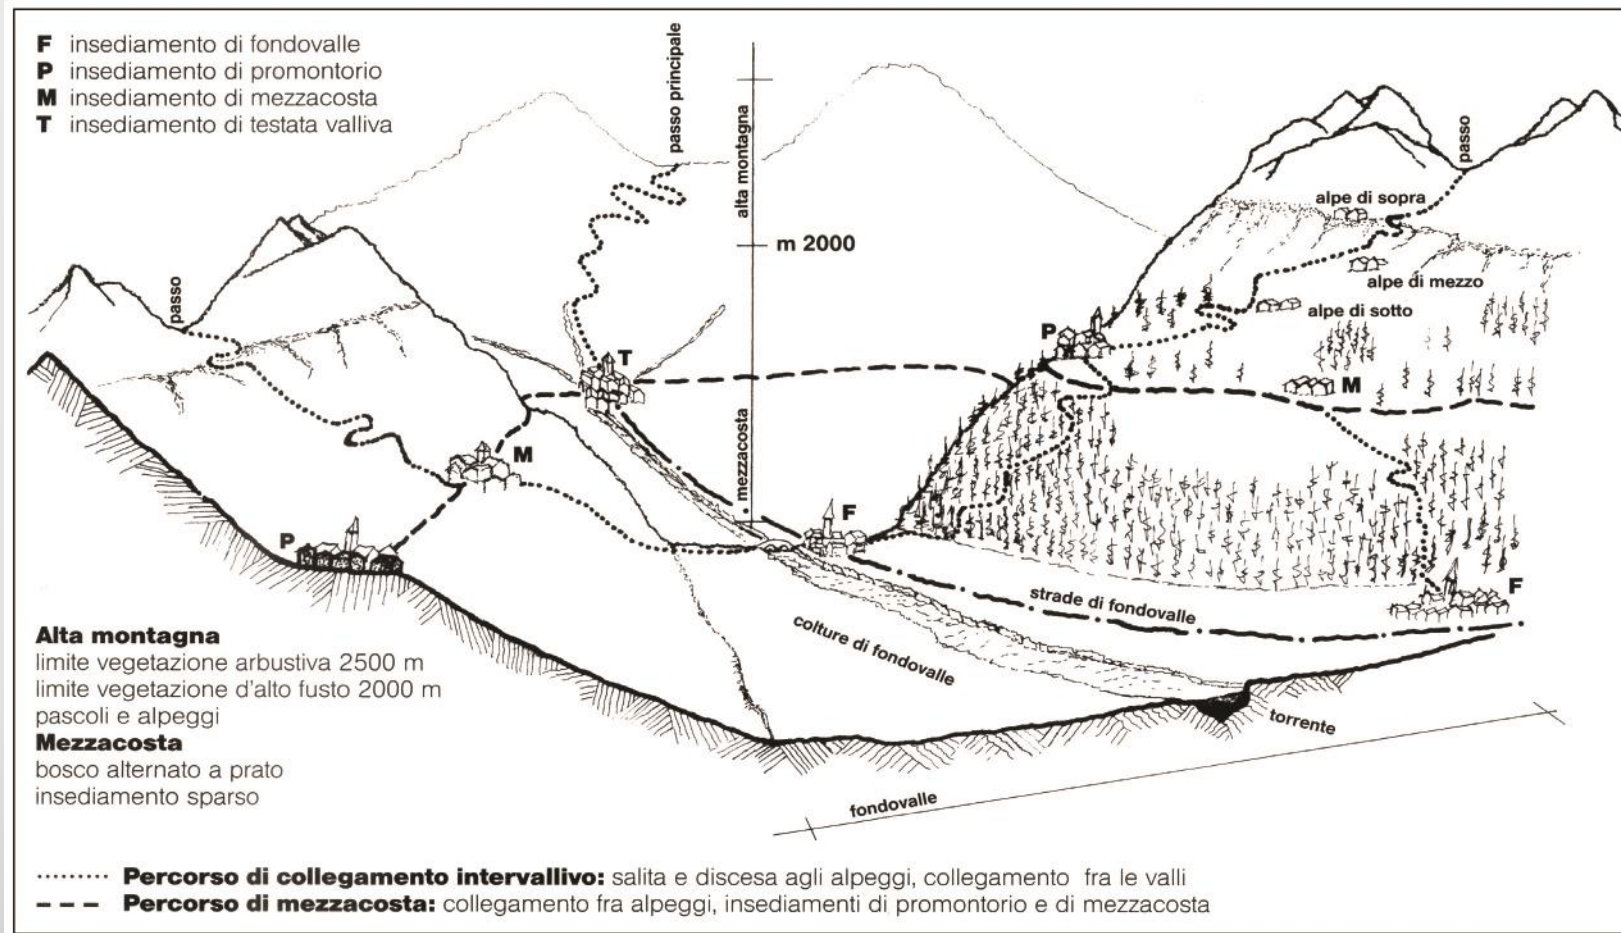 F insediamento di fondovalle
P insediamento di promontorio
M insediamento di mezzacosta
T insediamento di testata valliva
passo principale
alta montagna
m 2000
passo
alpe di sopra
alpe di mezzo
alpe di sotto
passo
P
T
M
mezzacosta
M
F
P
F
strade di fondovalle
colture di fondovalle
torrente
fondovalle
Alta montagna
limite vegetazione arbustiva 2500 m
limite vegetazione d'alto fusto 2000 m
pascoli e alpeggi
Mezzacosta
bosco alternato a prato
insediamento sparso
Percorso di collegamento intervallivo: salita e discesa agli alpeggi, collegamento fra le valli
Percorso di mezzacosta: collegamento fra alpeggi, insediamenti di promontorio e di mezzacosta